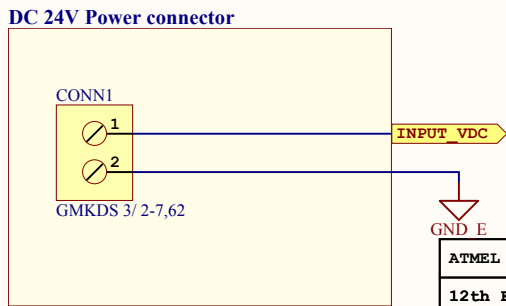 DC 24V Power connector
CONN1
1
INPUT_VDC
2
GMKDS 3/ 2-7,62
GND_E
ATMEL
12th